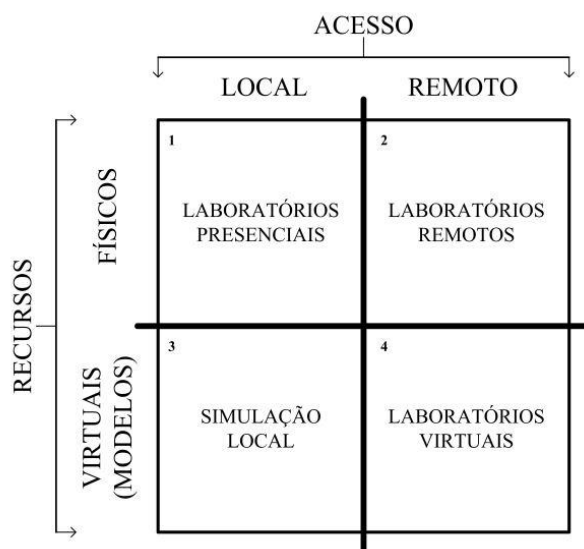 ACESSO
LOCAL
REMOTO
RECURSOS
FÍSICOS
1
LABORATÓRIOS
PRESENCIAIS
2
LABORATÓRIOS
REMOTOS
VIRTUAIS
(MODELOS)
3
SIMULAÇÃO
LOCAL
4
LABORATÓRIOS
VIRTUAIS